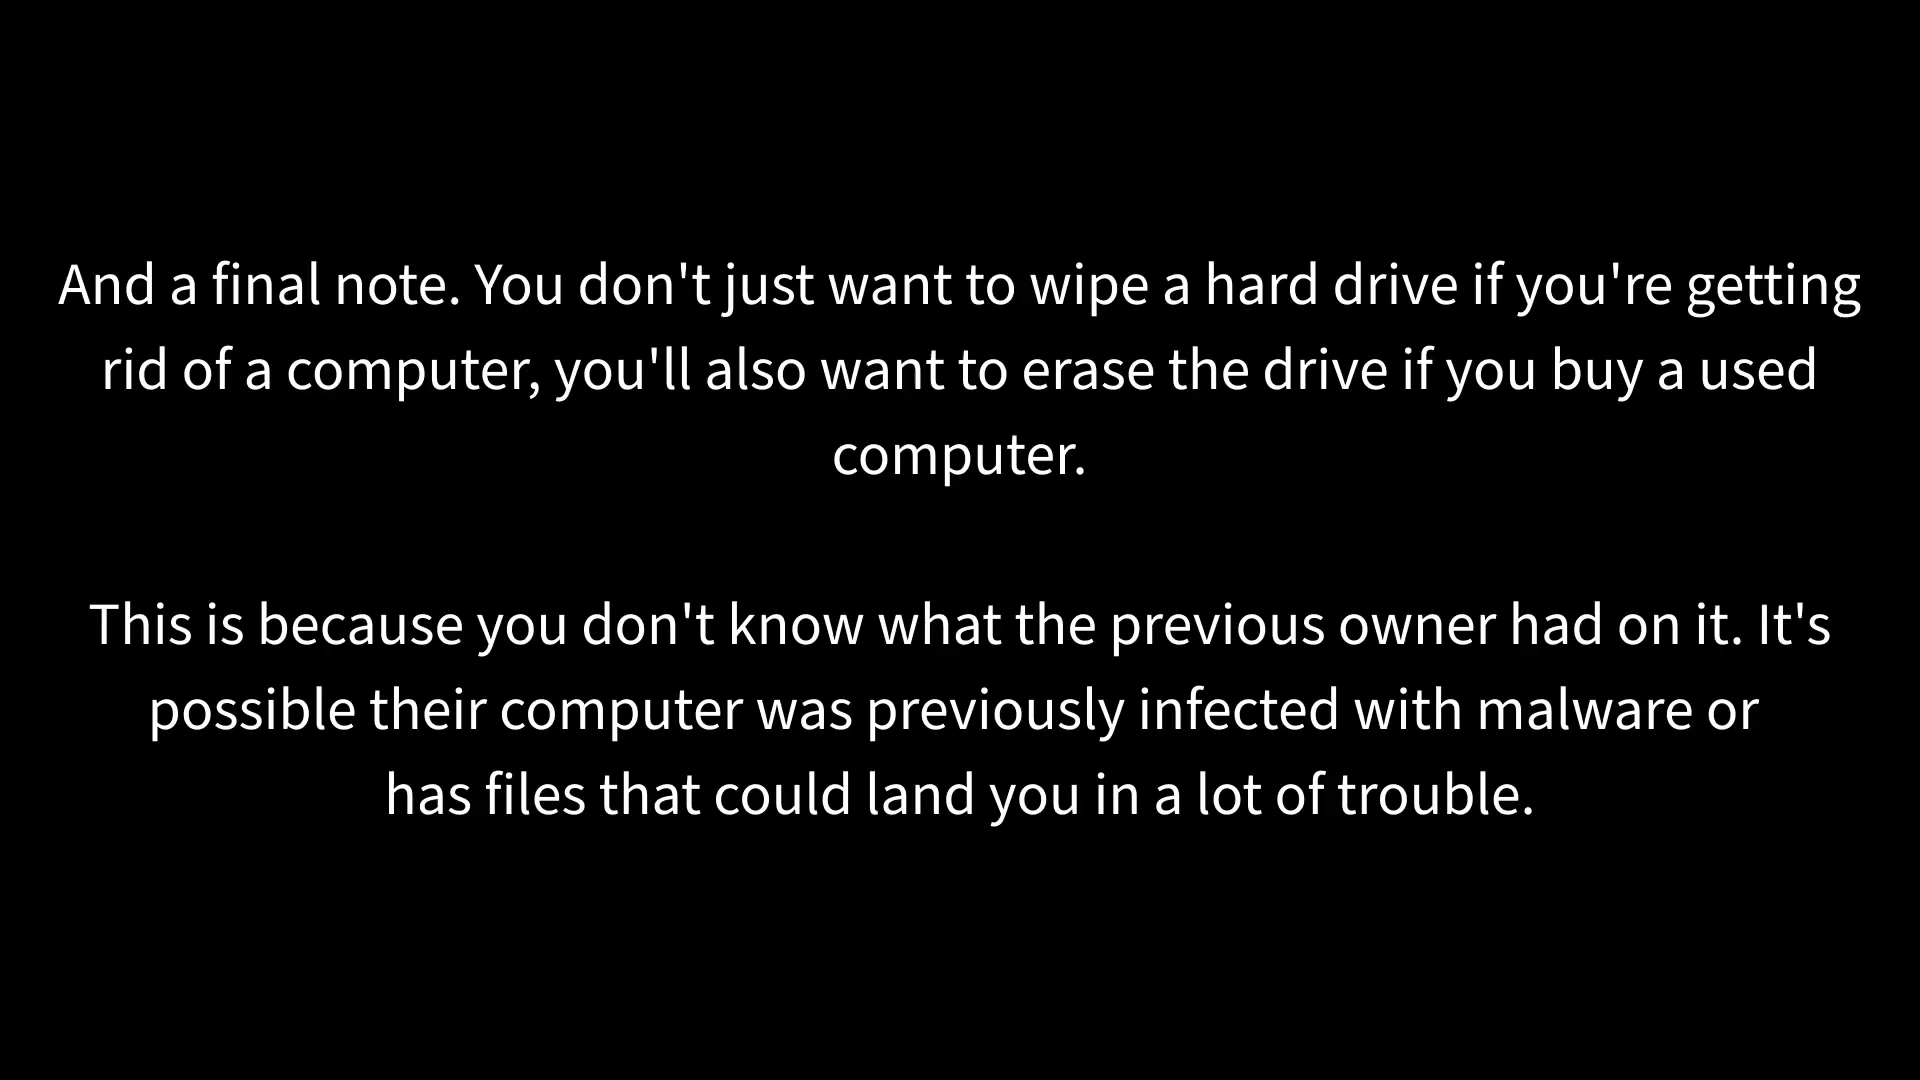 And a final note. You don't just want to wipe a hard drive if you're getting
rid of a computer, you'll also want to erase the drive if you buy a used
computer.
This is because you don't know what the previous owner had on it. It's
possible their computer was previously infected with malware or
has files that could land you in a lot of trouble.